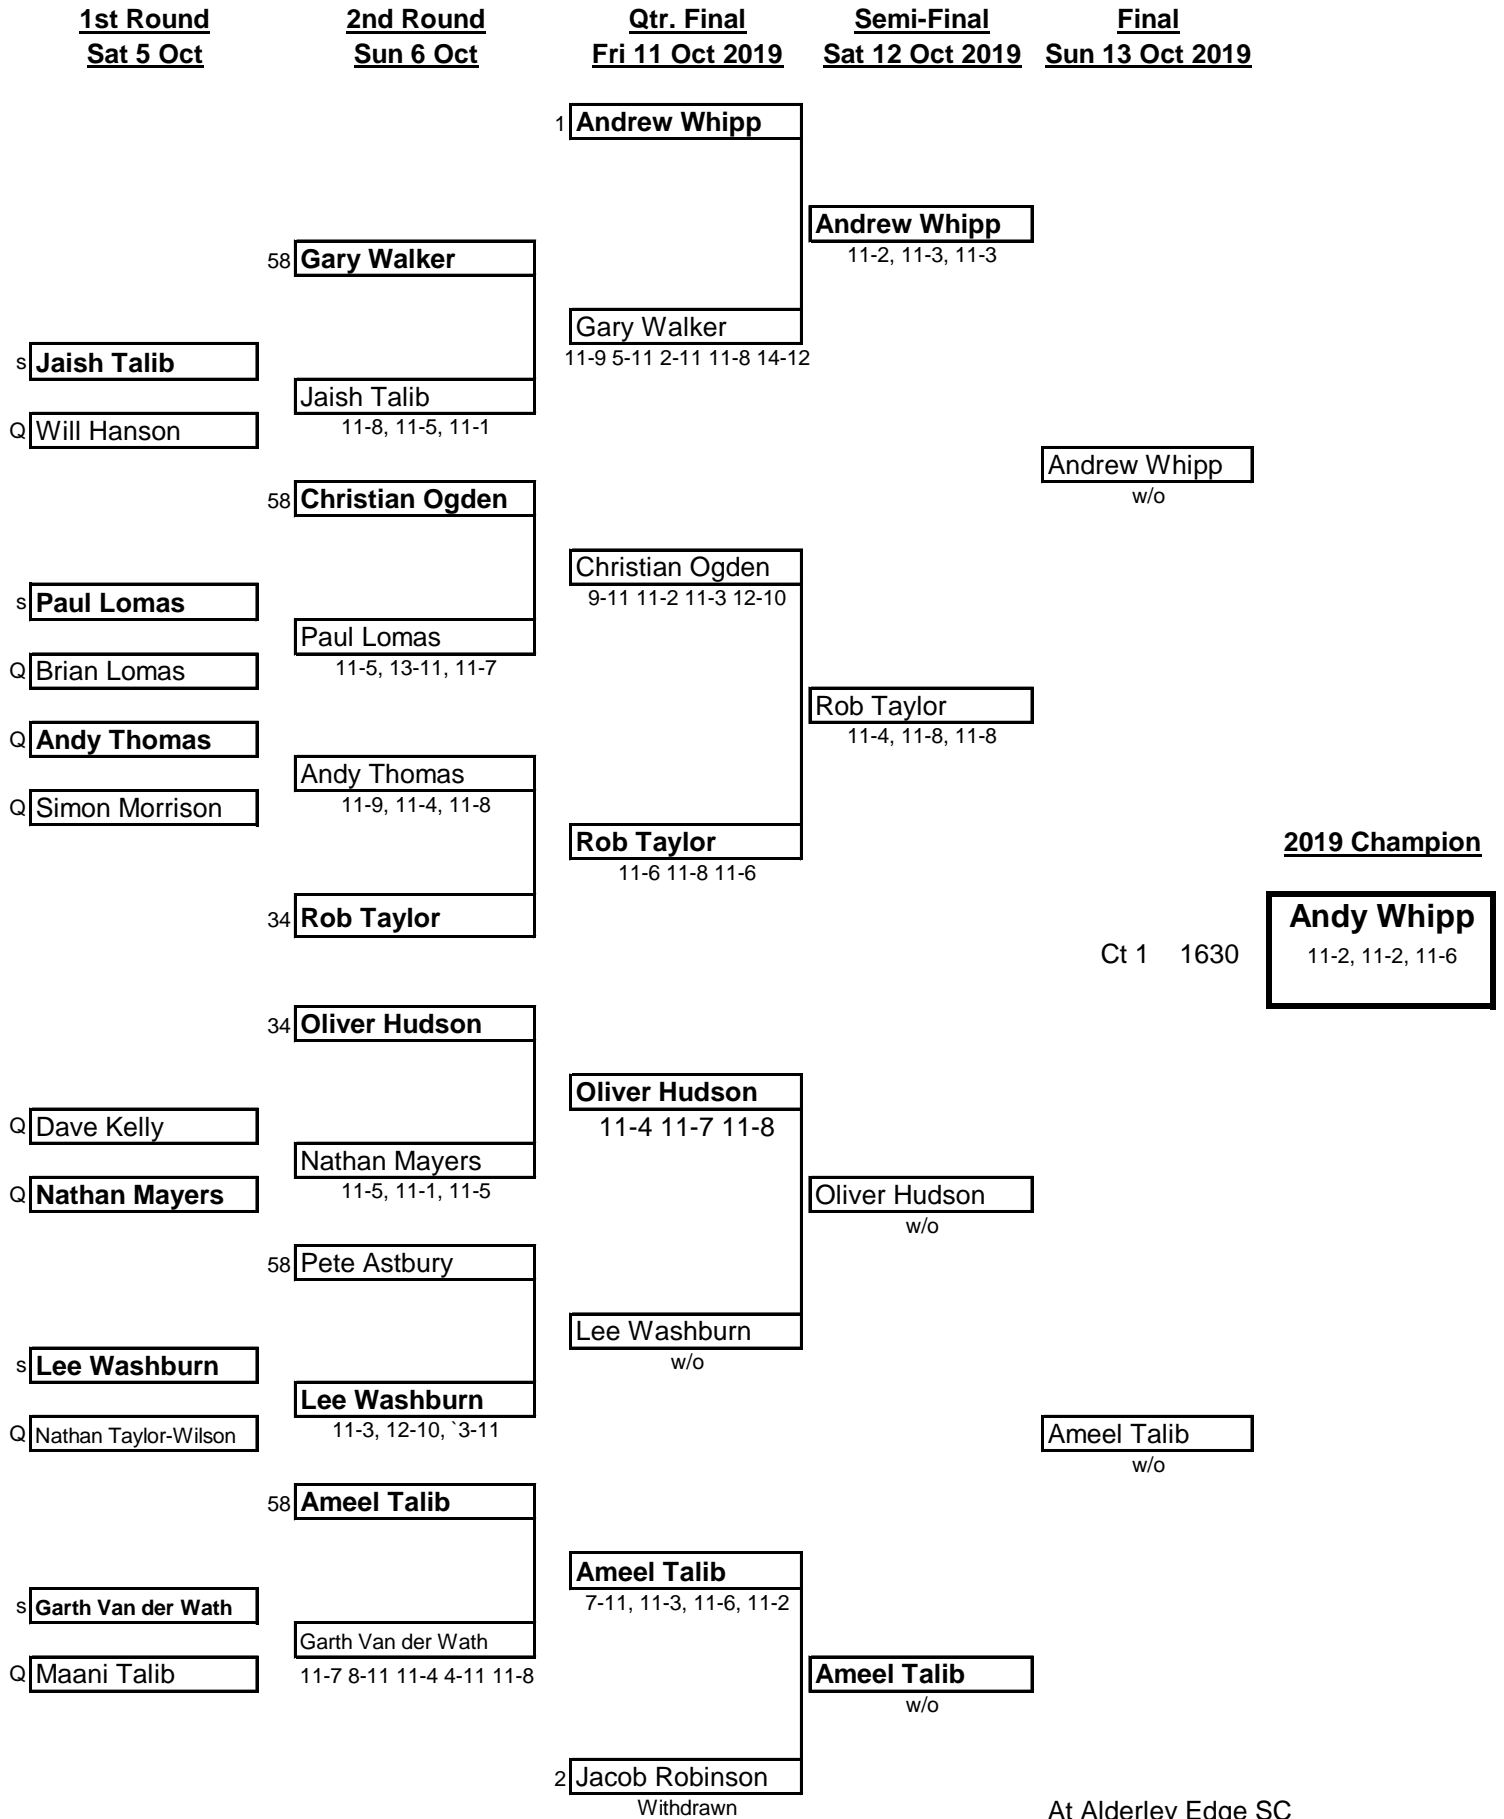 1st Round 2nd Round Qtr. Final Semi-Final Final
Sat 5 Oct Sun 6 Oct Fri 11 Oct 2019 Sat 12 Oct 2019 Sun 13 Oct 2019
1 Andrew Whipp
Andrew Whipp
58 Gary Walker 11-2, 11-3, 11-3
Gary Walker
s Jaish Talib 11-9 5-11 2-11 11-8 14-12
Jaish Talib
Q Will Hanson 11-8, 11-5, 11-1
Andrew Whipp
58 Christian Ogden w/o
Christian Ogden
s Paul Lomas 9-11 11-2 11-3 12-10
Paul Lomas
Q Brian Lomas 11-5, 13-11, 11-7
Rob Taylor
Q Andy Thomas 11-4, 11-8, 11-8
Andy Thomas
Q Simon Morrison 11-9, 11-4, 11-8
Rob Taylor 2019 Champion
11-6 11-8 11-6
34 Rob Taylor Andy Whipp
Ct 1 1630 11-2, 11-2, 11-6
34 Oliver Hudson
Oliver Hudson
Q Dave Kelly 11-4 11-7 11-8
Nathan Mayers
Q Nathan Mayers 11-5, 11-1, 11-5 Oliver Hudson
w/o
58 Pete Astbury
Lee Washburn
s Lee Washburn w/o
Lee Washburn
Q Nathan Taylor-Wilson 11-3, 12-10, `3-11 Ameel Talib
w/o
58 Ameel Talib
Ameel Talib
s Garth Van der Wath 7-11, 11-3, 11-6, 11-2
Garth Van der Wath
Q Maani Talib 11-7 8-11 11-4 4-11 11-8 Ameel Talib
w/o
2 Jacob Robinson
Withdrawn At Alderley Edge SC